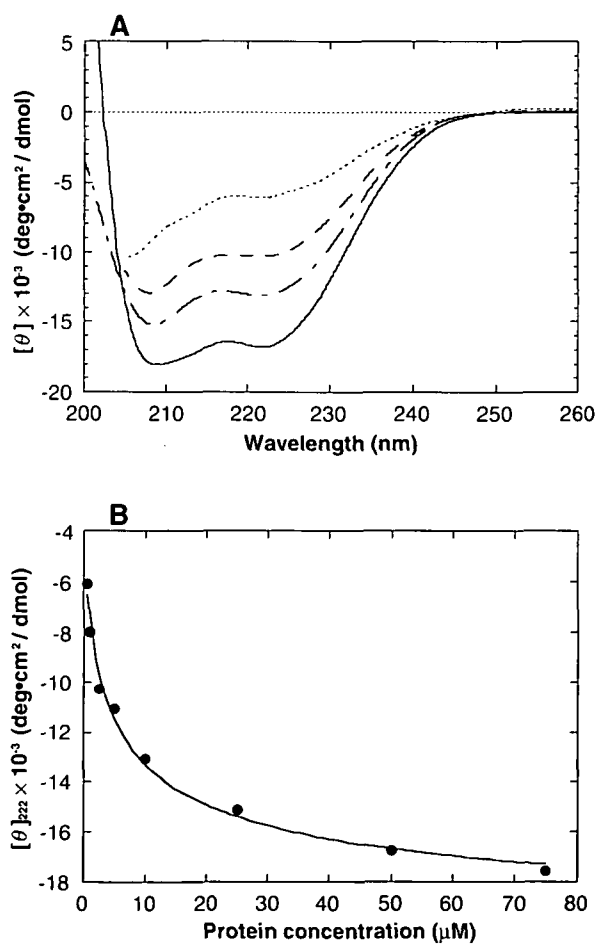 A
5
0
-5
-10
-15
-20
[θ] × 10⁻³ (deg•cm² / dmol)
200 210 220 230 240 250 260
Wavelength (nm)
B
-4
-6
-8
-10
-12
-14
-16
-18
[θ]₂₂₂ × 10⁻³ (deg•cm² / dmol)
0 10 20 30 40 50 60 70 80
Protein concentration (μM)